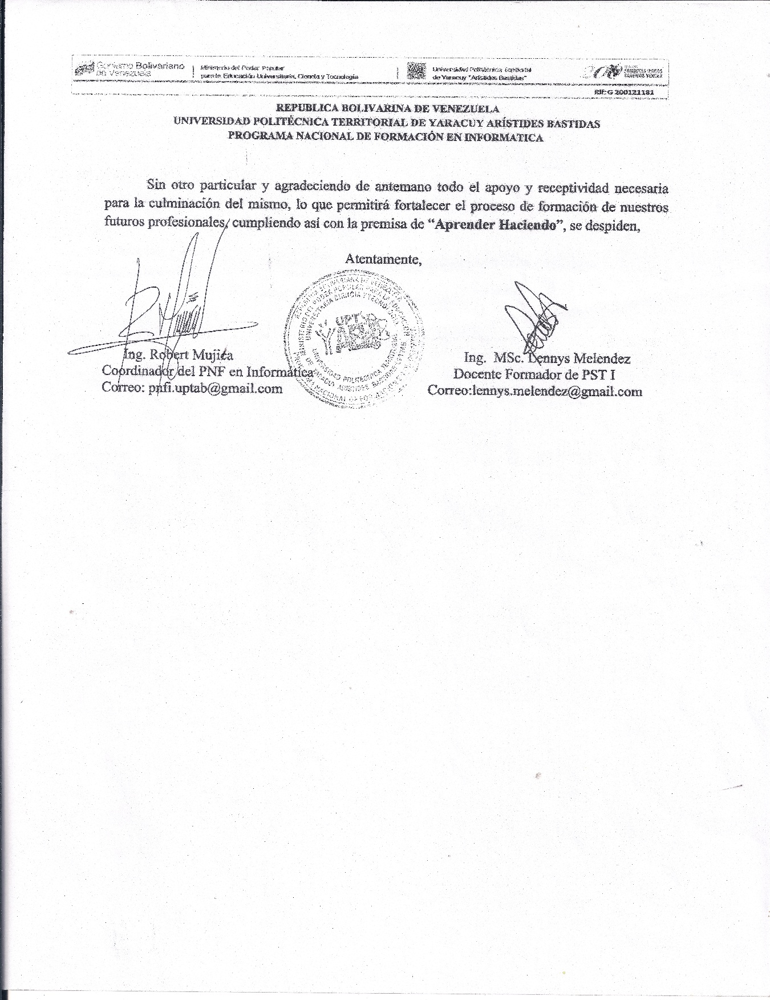 Gobierno Bolivariano
de Venezuela
Ministerio del Poder Popular
para la Educación Universitaria, Ciencia y Tecnología
Universidad Politécnica Territorial
de Yaracuy "Arístides Bastidas"
RIF: G 200121181
REPUBLICA BOLIVARINA DE VENEZUELA
UNIVERSIDAD POLITÉCNICA TERRITORIAL DE YARACUY ARÍSTIDES BASTIDAS
PROGRAMA NACIONAL DE FORMACIÓN EN INFORMATICA
Sin otro particular y agradeciendo de antemano todo el apoyo y receptividad necesaria
para la culminación del mismo, lo que permitirá fortalecer el proceso de formación de nuestros
futuros profesionales, cumpliendo así con la premisa de “Aprender Haciendo”, se despiden,
Atentamente,
Ing. Robert Mujica
Coordinador del PNF en Informática
Correo: pnfi.uptab@gmail.com
Ing. MSc. Lennys Melendez
Docente Formador de PST I
Correo:lennys.melendez@gmail.com